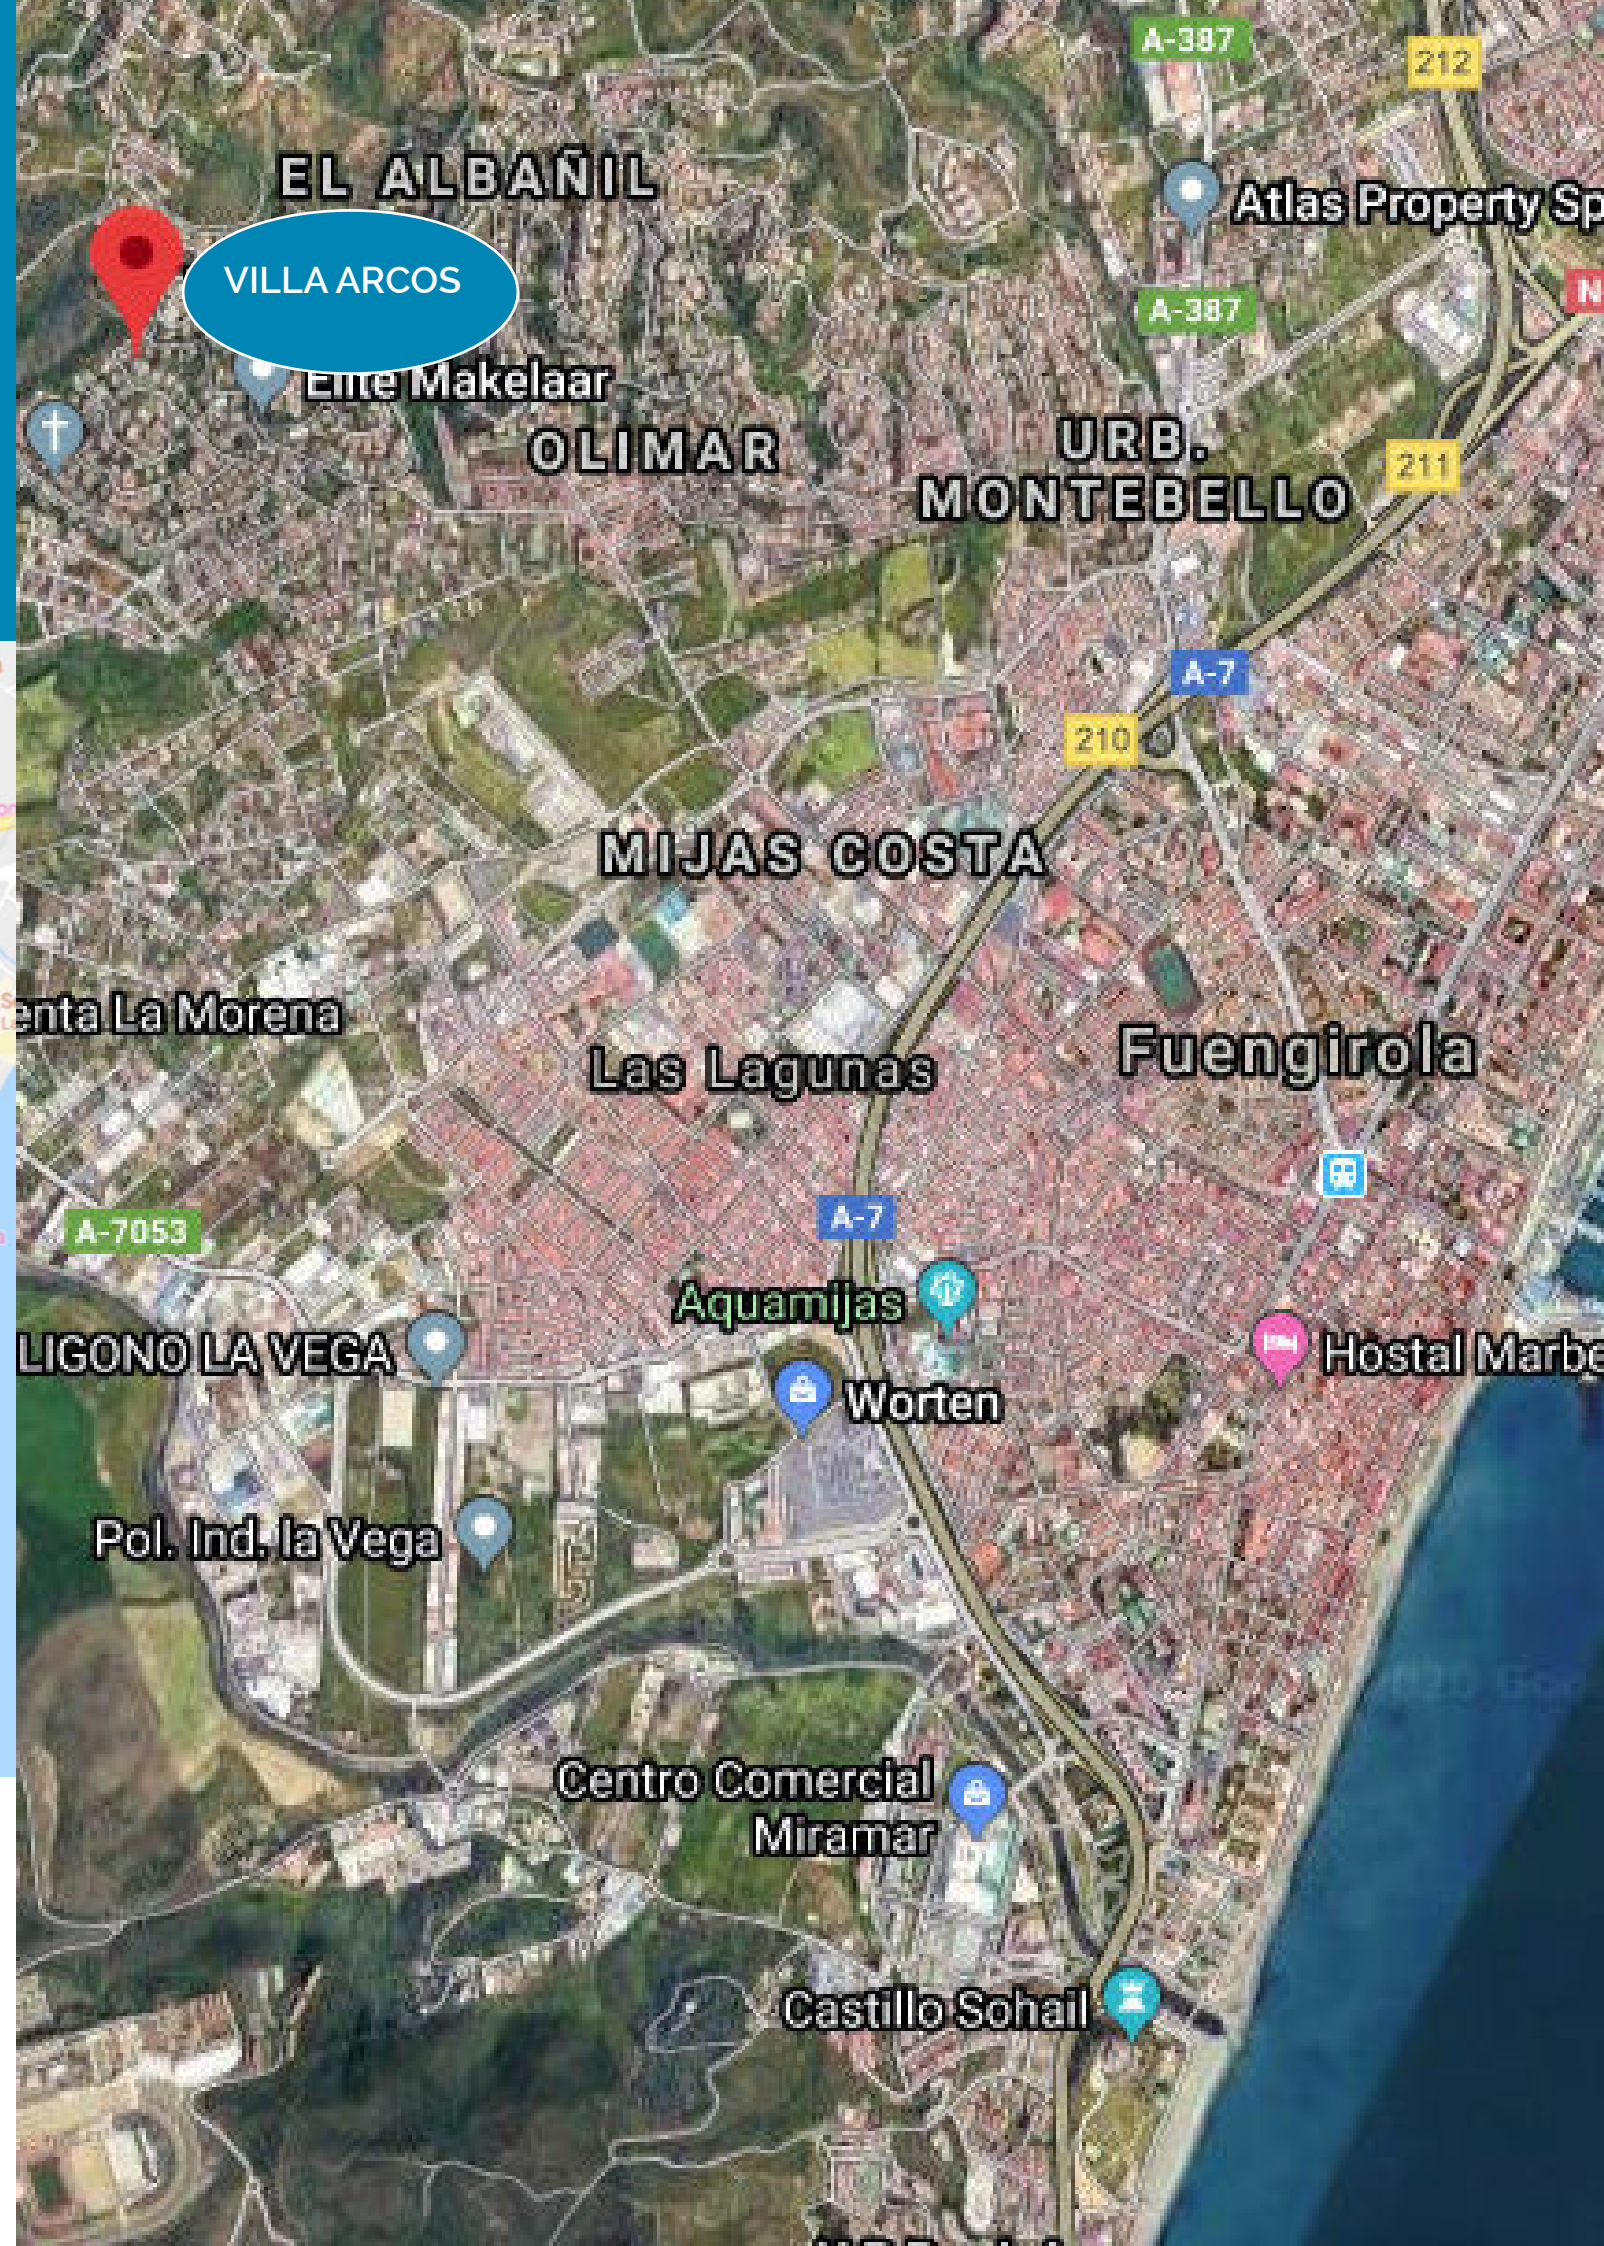 A-387
212
EL ALBAÑIL
Atlas Property Sp
VILLA ARCOS
A-387
N
Elite Makelaar
OLIMAR
URB.
MONTEBELLO
211
A-7
210
MIJAS COSTA
enta La Morena
Las Lagunas
Fuengirola
A-7
A-7053
Aquamijas
LIGONO LA VEGA
Hostal Marbe
Worten
Pol. Ind. la Vega
Centro Comercial
Miramar
Castillo Sohail